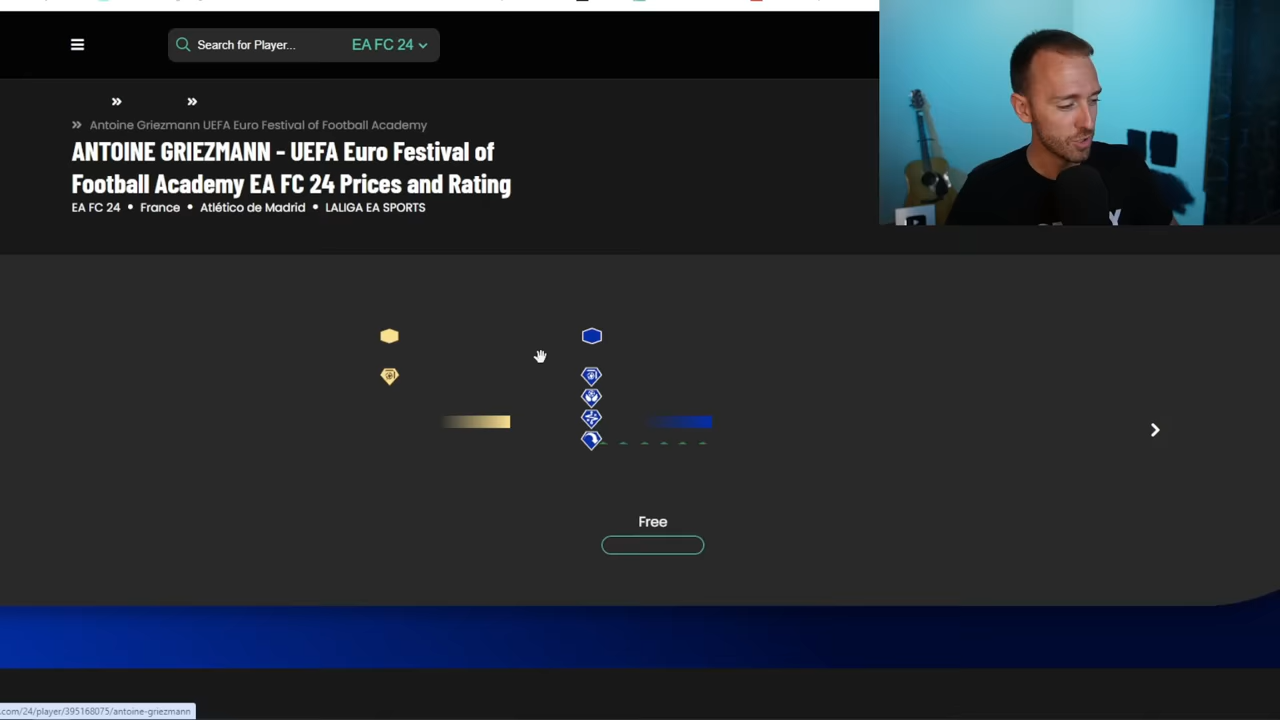 Search for Player...
EA FC 24
Antoine Griezmann UEFA Euro Festival of Football Academy
ANTOINE GRIEZMANN - UEFA Euro Festival of
Football Academy EA FC 24 Prices and Rating
EA FC 24 • France • Atlético de Madrid • LALIGA EA SPORTS
Free
.com/24/player/395168075/antoine-griezmann